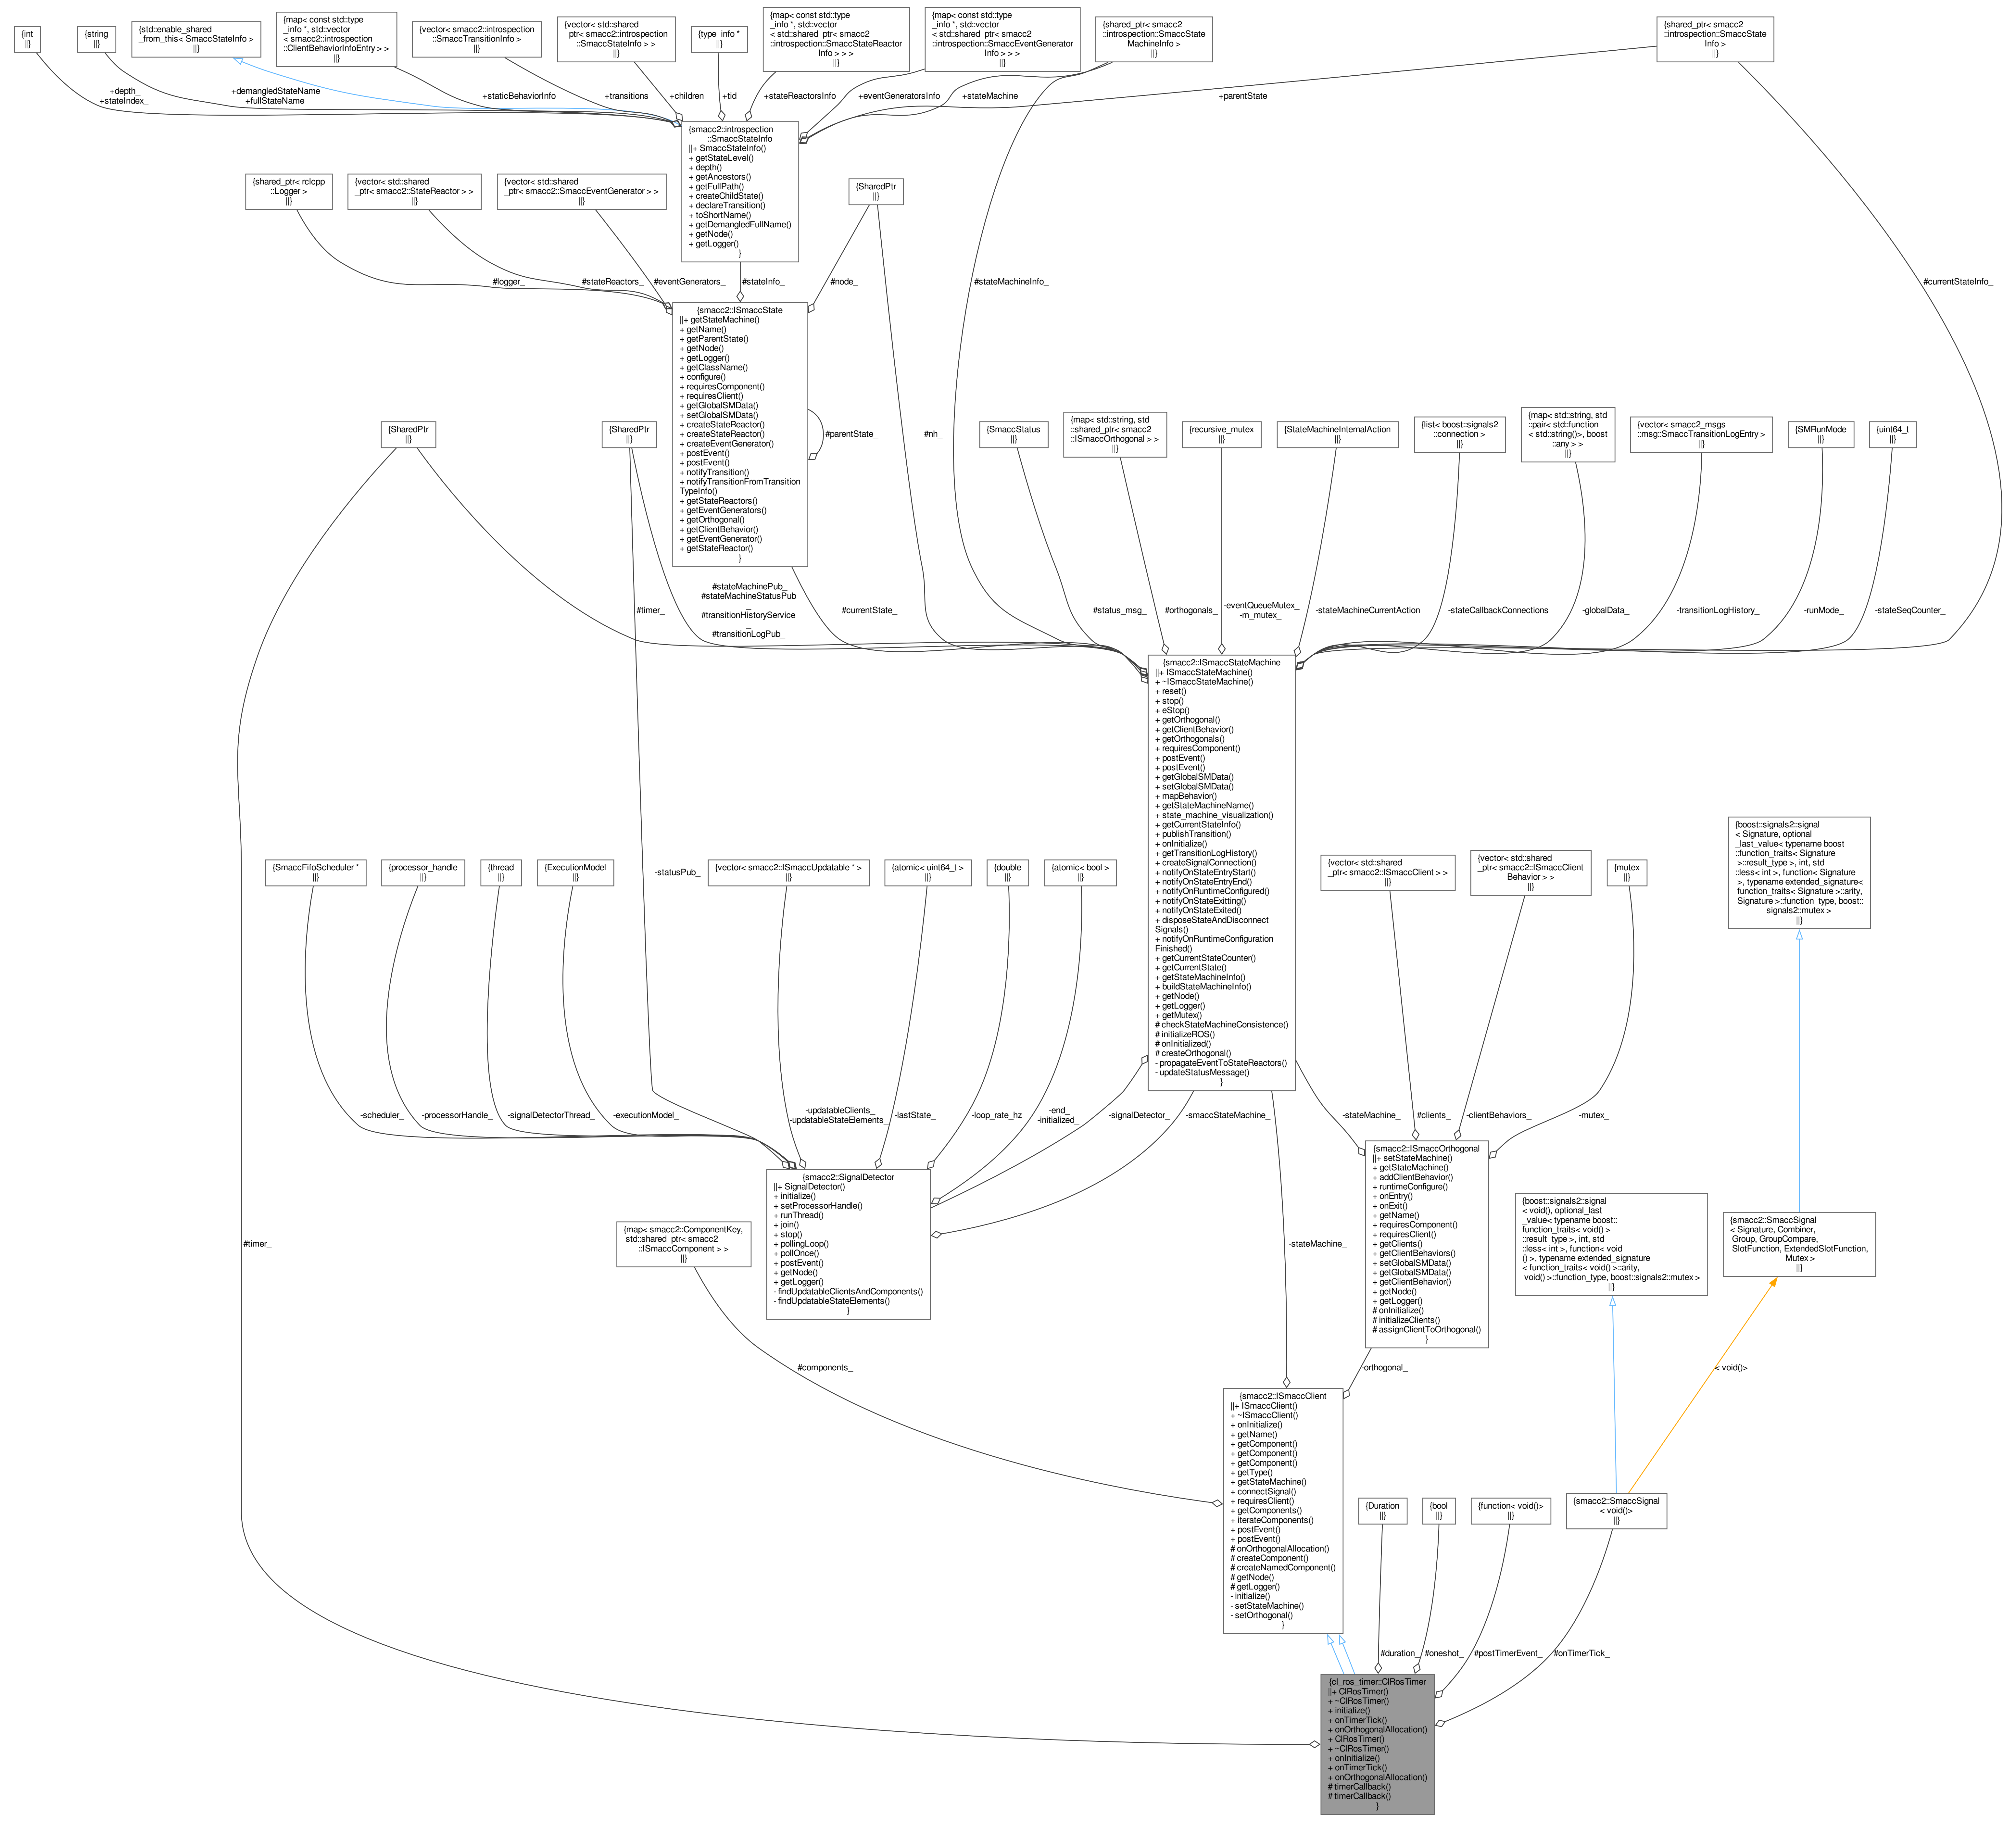 {int
||}
{string
||}
{std::enable_shared
_from_this< SmaccStateInfo >
||}
{map< const std::type
_info *, std::vector
< smacc2::introspection
::ClientBehaviorInfoEntry > >
||}
{vector< smacc2::introspection
::SmaccTransitionInfo >
||}
{vector< std::shared
_ptr< smacc2::introspection
::SmaccStateInfo > >
||}
{type_info *
||}
{map< const std::type
_info *, std::vector
< std::shared_ptr< smacc2
::introspection::SmaccStateReactor
Info > > >
||}
{map< const std::type
_info *, std::vector
< std::shared_ptr< smacc2
::introspection::SmaccEventGenerator
Info > > >
||}
{shared_ptr< smacc2
::introspection::SmaccState
MachineInfo >
||}
{shared_ptr< smacc2
::introspection::SmaccState
Info >
||}
+depth_
+stateIndex_
+demangledStateName
+fullStateName
+staticBehaviorInfo
+transitions_
+children_
+tid_
+stateReactorsInfo
+eventGeneratorsInfo
+stateMachine_
+parentState_
{smacc2::introspection
::SmaccStateInfo
||+ SmaccStateInfo()
+ getStateLevel()
+ depth()
+ getAncestors()
+ getFullPath()
+ createChildState()
+ declareTransition()
+ toShortName()
+ getDemangledFullName()
+ getNode()
+ getLogger()
}
{shared_ptr< rclcpp
::Logger >
||}
{vector< std::shared
_ptr< smacc2::StateReactor > >
||}
{vector< std::shared
_ptr< smacc2::SmaccEventGenerator > >
||}
{SharedPtr
||}
#logger_
#stateReactors_
#eventGenerators_
#stateInfo_
#node_
#stateMachineInfo_
#currentStateInfo_
{smacc2::ISmaccState
||+ getStateMachine()
+ getName()
+ getParentState()
+ getNode()
+ getLogger()
+ getClassName()
+ configure()
+ requiresComponent()
+ requiresClient()
+ getGlobalSMData()
+ setGlobalSMData()
+ createStateReactor()
+ createStateReactor()
+ createEventGenerator()
+ postEvent()
+ postEvent()
+ notifyTransition()
+ notifyTransitionFromTransition
TypeInfo()
+ getStateReactors()
+ getEventGenerators()
+ getOrthogonal()
+ getClientBehavior()
+ getEventGenerator()
+ getStateReactor()
}
#parentState_
#nh_
{SharedPtr
||}
{SharedPtr
||}
{SmaccStatus
||}
{map< std::string, std
::shared_ptr< smacc2
::ISmaccOrthogonal > >
||}
{recursive_mutex
||}
{StateMachineInternalAction
||}
{list< boost::signals2
::connection >
||}
{map< std::string, std
::pair< std::function
< std::string()>, boost
::any > >
||}
{vector< smacc2_msgs
::msg::SmaccTransitionLogEntry >
||}
{SMRunMode
||}
{uint64_t
||}
#timer_
#stateMachinePub_
#stateMachineStatusPub
_
#transitionHistoryService
_
#transitionLogPub_
#currentState_
#status_msg_
#orthogonals_
-eventQueueMutex_
-m_mutex_
-stateMachineCurrentAction
-stateCallbackConnections
-globalData_
-transitionLogHistory_
-runMode_
-stateSeqCounter_
{smacc2::ISmaccStateMachine
||+ ISmaccStateMachine()
+ ~ISmaccStateMachine()
+ reset()
+ stop()
+ eStop()
+ getOrthogonal()
+ getClientBehavior()
+ getOrthogonals()
+ requiresComponent()
+ postEvent()
+ postEvent()
+ getGlobalSMData()
+ setGlobalSMData()
+ mapBehavior()
+ getStateMachineName()
+ state_machine_visualization()
+ getCurrentStateInfo()
+ publishTransition()
+ onInitialize()
+ getTransitionLogHistory()
+ createSignalConnection()
+ notifyOnStateEntryStart()
+ notifyOnStateEntryEnd()
+ notifyOnRuntimeConfigured()
+ notifyOnStateExitting()
+ notifyOnStateExited()
+ disposeStateAndDisconnect
Signals()
+ notifyOnRuntimeConfiguration
Finished()
+ getCurrentStateCounter()
+ getCurrentState()
+ getStateMachineInfo()
+ buildStateMachineInfo()
+ getNode()
+ getLogger()
+ getMutex()
# checkStateMachineConsistence()
# initializeROS()
# onInitialized()
# createOrthogonal()
- propagateEventToStateReactors()
- updateStatusMessage()
}
{SmaccFifoScheduler *
||}
{processor_handle
||}
{thread
||}
{ExecutionModel
||}
-statusPub_
{vector< smacc2::ISmaccUpdatable * >
||}
{atomic< uint64_t >
||}
{double
||}
{atomic< bool >
||}
{vector< std::shared
_ptr< smacc2::ISmaccClient > >
||}
{vector< std::shared
_ptr< smacc2::ISmaccClient
Behavior > >
||}
{mutex
||}
{boost::signals2::signal
< Signature, optional
_last_value< typename boost
::function_traits< Signature
>::result_type >, int, std
::less< int >, function< Signature
>, typename extended_signature<
function_traits< Signature >::arity,
Signature >::function_type, boost::
signals2::mutex >
||}
-scheduler_
-processorHandle_
-signalDetectorThread_
-executionModel_
-updatableClients_
-updatableStateElements_
-lastState_
-loop_rate_hz
-end_
-initialized_
-signalDetector_
-smaccStateMachine_
-stateMachine_
#clients_
-clientBehaviors_
-mutex_
{smacc2::SignalDetector
||+ SignalDetector()
+ initialize()
+ setProcessorHandle()
+ runThread()
+ join()
+ stop()
+ pollingLoop()
+ pollOnce()
+ postEvent()
+ getNode()
+ getLogger()
- findUpdatableClientsAndComponents()
- findUpdatableStateElements()
}
{smacc2::ISmaccOrthogonal
||+ setStateMachine()
+ getStateMachine()
+ addClientBehavior()
+ runtimeConfigure()
+ onEntry()
+ onExit()
+ getName()
+ requiresComponent()
+ requiresClient()
+ getClients()
+ getClientBehaviors()
+ setGlobalSMData()
+ getGlobalSMData()
+ getClientBehavior()
+ getNode()
+ getLogger()
# onInitialize()
# initializeClients()
# assignClientToOrthogonal()
}
{boost::signals2::signal
< void(), optional_last
_value< typename boost::
function_traits< void() >
::result_type >, int, std
::less< int >, function< void
() >, typename extended_signature
< function_traits< void() >::arity,
void() >::function_type, boost::signals2::mutex >
||}
{smacc2::SmaccSignal
< Signature, Combiner,
Group, GroupCompare,
SlotFunction, ExtendedSlotFunction,
Mutex >
||}
{map< smacc2::ComponentKey,
std::shared_ptr< smacc2
::ISmaccComponent > >
||}
#timer_
-stateMachine_
#components_
-orthogonal_
< void()>
{smacc2::ISmaccClient
||+ ISmaccClient()
+ ~ISmaccClient()
+ onInitialize()
+ getName()
+ getComponent()
+ getComponent()
+ getComponent()
+ getType()
+ getStateMachine()
+ connectSignal()
+ requiresClient()
+ getComponents()
+ iterateComponents()
+ postEvent()
+ postEvent()
# onOrthogonalAllocation()
# createComponent()
# createNamedComponent()
# getNode()
# getLogger()
- initialize()
- setStateMachine()
- setOrthogonal()
}
{Duration
||}
{bool
||}
{function< void()>
||}
{smacc2::SmaccSignal
< void()>
||}
#duration_
#oneshot_
#postTimerEvent_
#onTimerTick_
{cl_ros_timer::ClRosTimer
||+ ClRosTimer()
+ ~ClRosTimer()
+ initialize()
+ onTimerTick()
+ onOrthogonalAllocation()
+ ClRosTimer()
+ ~ClRosTimer()
+ onInitialize()
+ onTimerTick()
+ onOrthogonalAllocation()
# timerCallback()
# timerCallback()
}